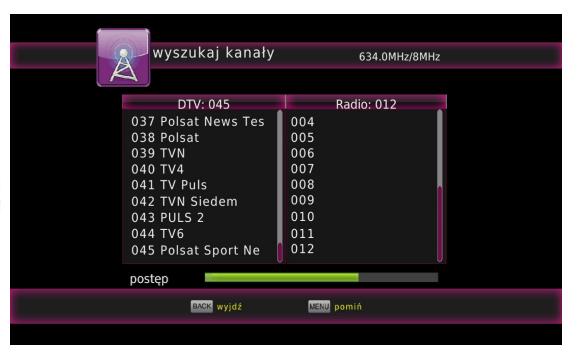 wyszukaj kanały
634.0MHz/8MHz
DTV: 045
Radio: 012
037 Polsat News Tes
004
038 Polsat
005
039 TVN
006
040 TV4
007
041 TV Puls
008
042 TVN Siedem
009
043 PULS 2
010
044 TV6
011
045 Polsat Sport Ne
012
postęp
BACK wyjdź
MENU pomiń